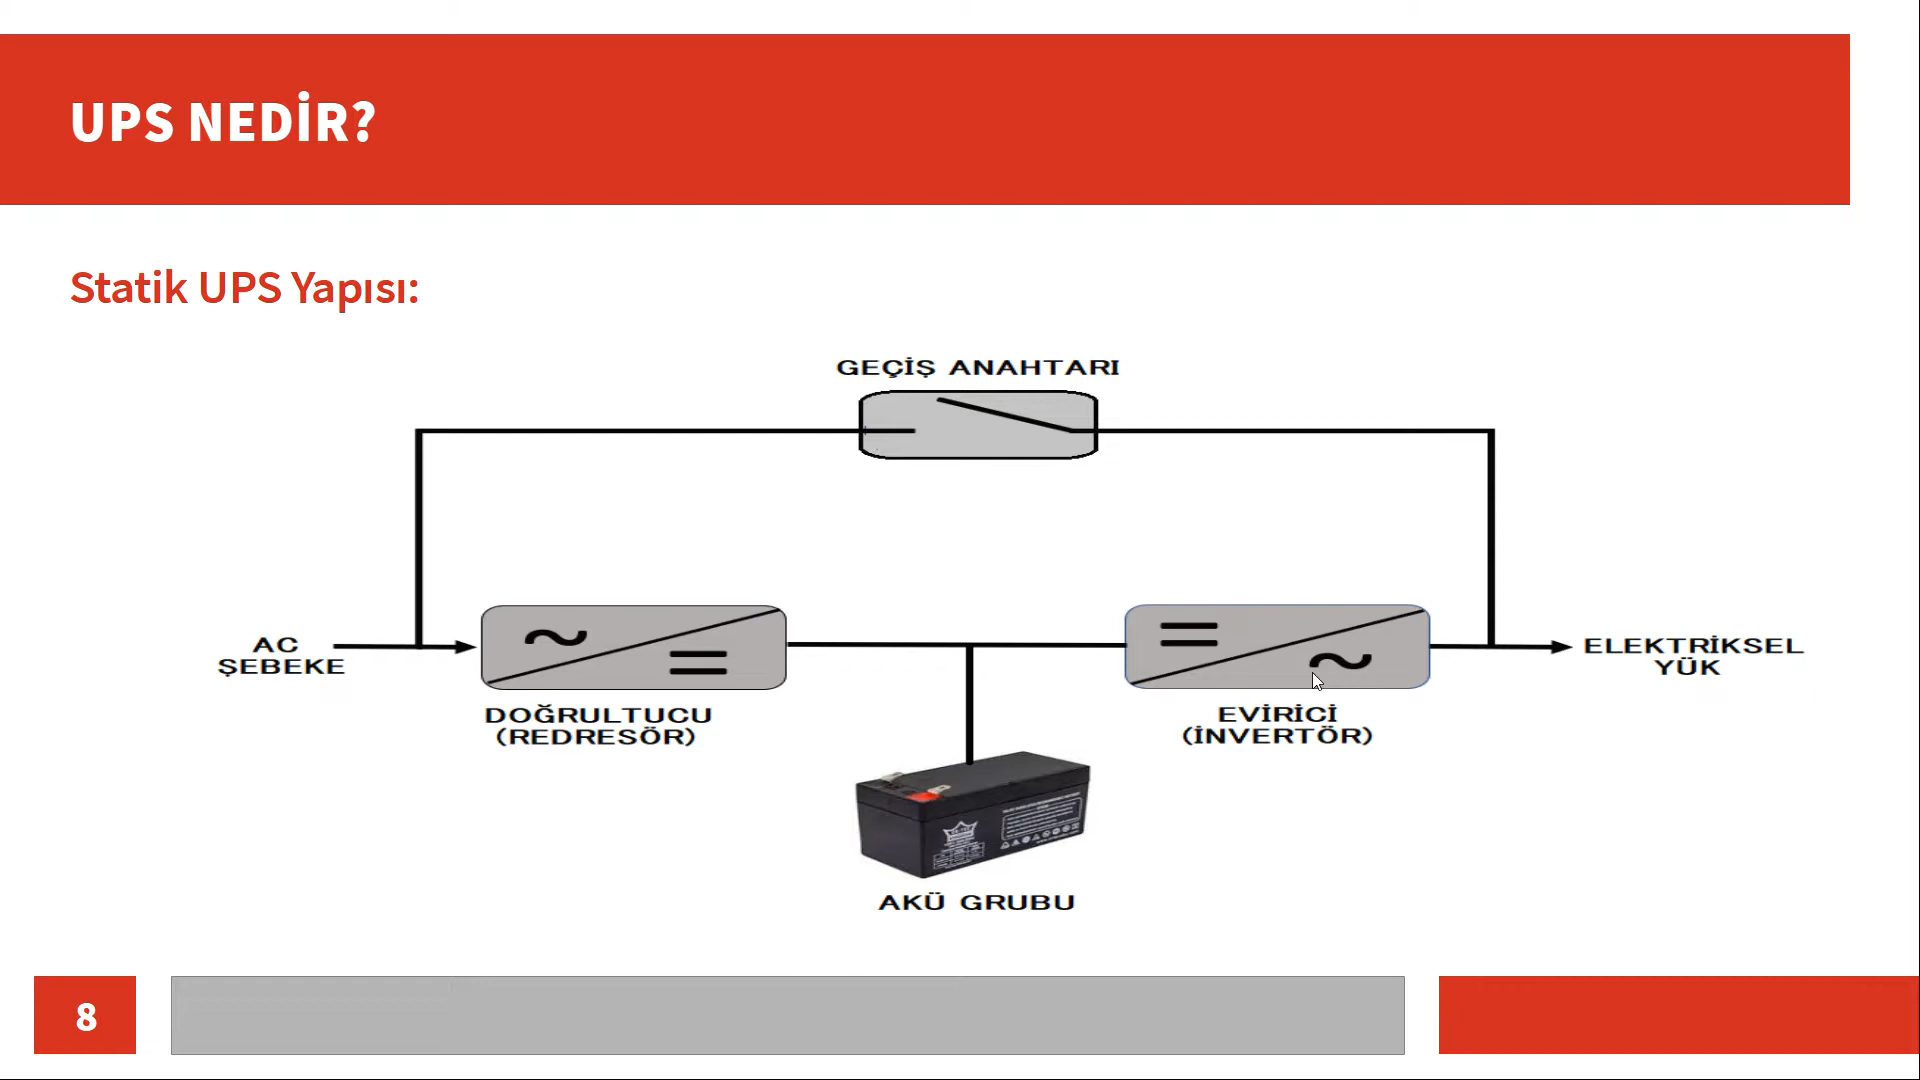 UPS NEDİR?
Statik UPS Yapısı:
GEÇİŞ ANAHTARI
AC
ŞEBEKE
DOĞRULTUCU
(REDRESÖR)
EVİRİCİ
(İNVERTÖR)
ELEKTRİKSEL
YÜK
AKÜ GRUBU
8